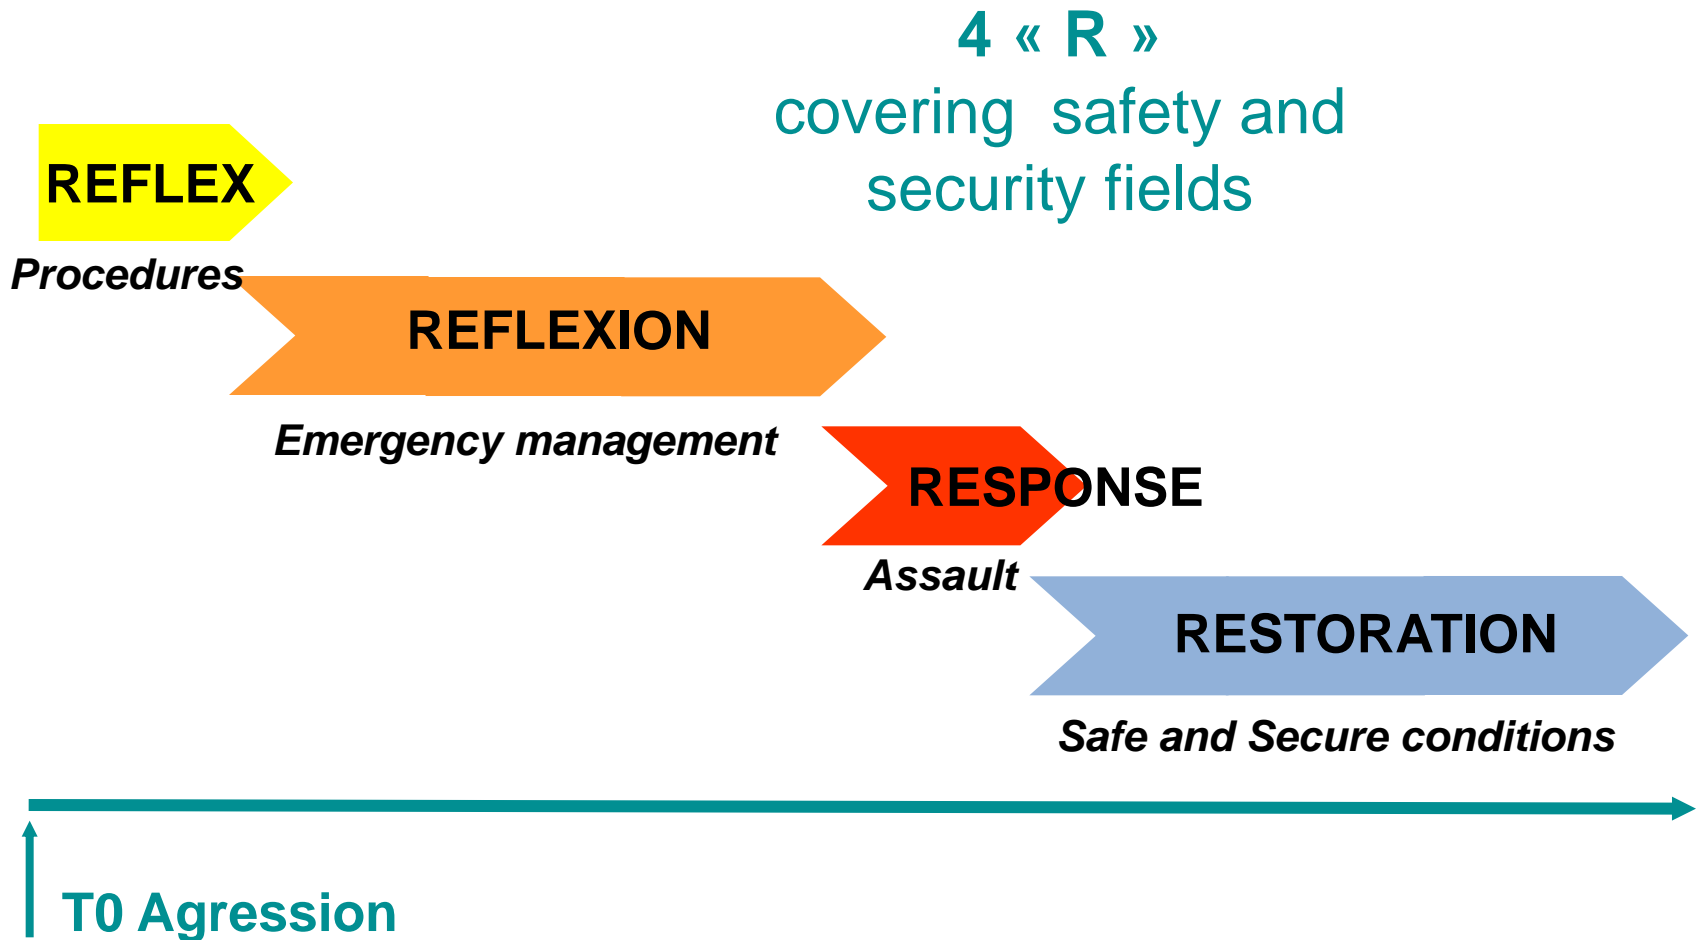 4 « R »
covering safety and
security fields
REFLEX
Procedures
REFLEXION
Emergency management
RESPONSE
Assault
RESTORATION
Safe and Secure conditions
T0 Agression